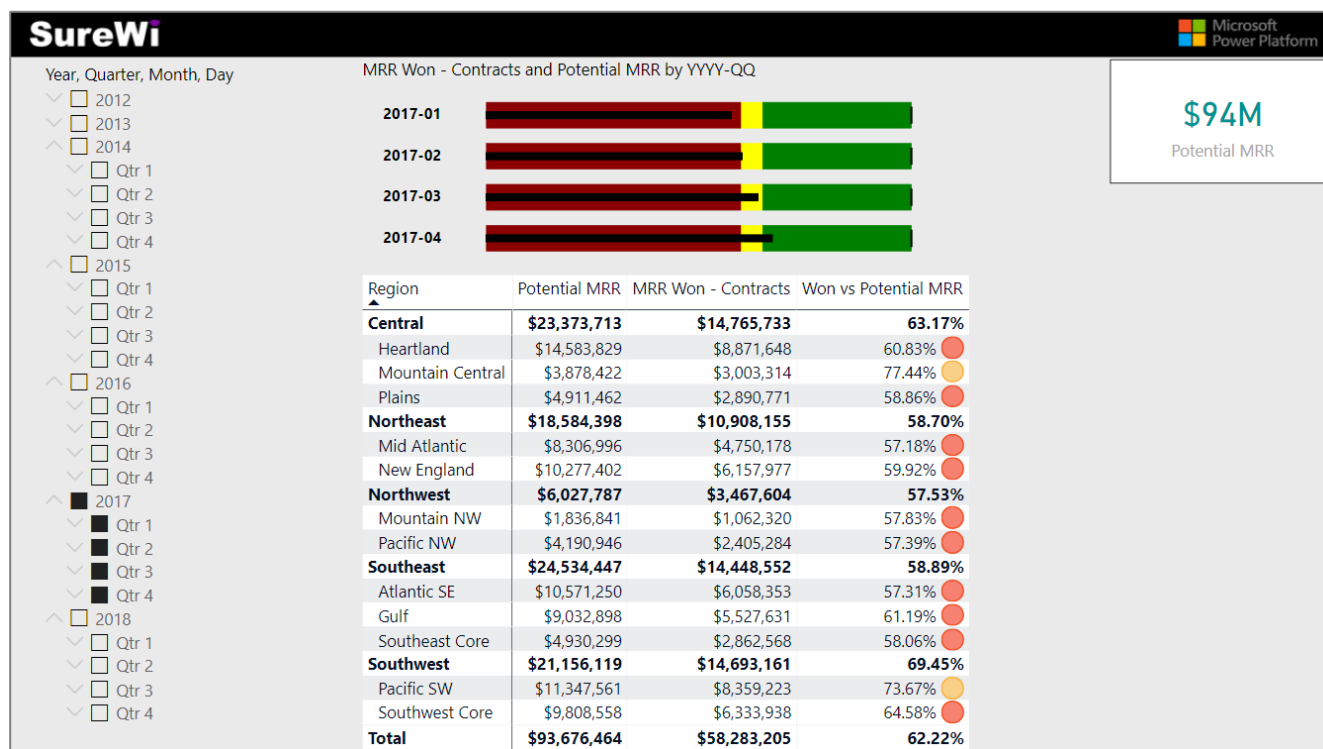 SureWi
Microsoft
Power Platform
Year, Quarter, Month, Day
2012
2013
2014
Qtr 1
Qtr 2
Qtr 3
Qtr 4
2015
Qtr 1
Qtr 2
Qtr 3
Qtr 4
2016
Qtr 1
Qtr 2
Qtr 3
Qtr 4
2017
Qtr 1
Qtr 2
Qtr 3
Qtr 4
2018
Qtr 1
Qtr 2
Qtr 3
Qtr 4
MRR Won - Contracts and Potential MRR by YYYY-QQ
2017-01
2017-02
2017-03
2017-04
$94M
Potential MRR
Region Potential MRR MRR Won - Contracts Won vs Potential MRR
Central $23,373,713 $14,765,733 63.17%
Heartland $14,583,829 $8,871,648 60.83%
Mountain Central $3,878,422 $3,003,314 77.44%
Plains $4,911,462 $2,890,771 58.86%
Northeast $18,584,398 $10,908,155 58.70%
Mid Atlantic $8,306,996 $4,750,178 57.18%
New England $10,277,402 $6,157,977 59.92%
Northwest $6,027,787 $3,467,604 57.53%
Mountain NW $1,836,841 $1,062,320 57.83%
Pacific NW $4,190,946 $2,405,284 57.39%
Southeast $24,534,447 $14,448,552 58.89%
Atlantic SE $10,571,250 $6,058,353 57.31%
Gulf $9,032,898 $5,527,631 61.19%
Southeast Core $4,930,299 $2,862,568 58.06%
Southwest $21,156,119 $14,693,161 69.45%
Pacific SW $11,347,561 $8,359,223 73.67%
Southwest Core $9,808,558 $6,333,938 64.58%
Total $93,676,464 $58,283,205 62.22%